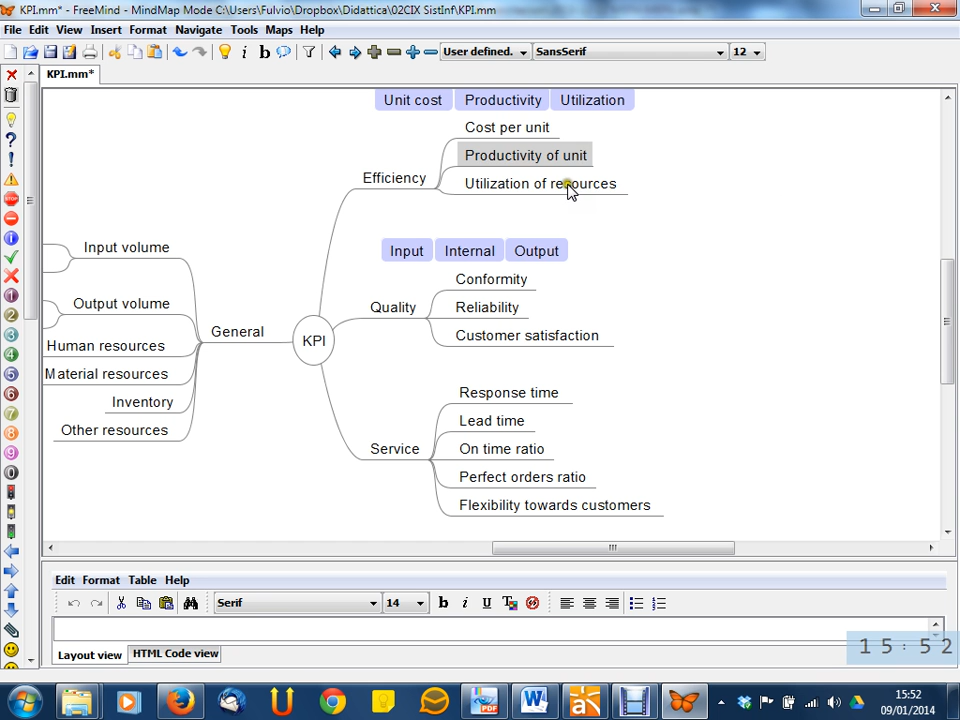 KPI.mm* - FreeMind - MindMap Mode C:\Users\Fulvio\Dropbox\Didattica\02CIX SistInf\KPI.mm
File Edit View Insert Format Navigate Tools Maps Help
User defined. SansSerif 12
KPI.mm*
Unit cost Productivity Utilization
Cost per unit
Productivity of unit
Efficiency
Utilization of resources
Input volume
Input Internal Output
Conformity
Output volume
Quality
Reliability
General
KPI
Customer satisfaction
Human resources
Material resources
Response time
Inventory
Lead time
Other resources
Service
On time ratio
Perfect orders ratio
Flexibility towards customers
Edit Format Table Help
Serif 14
Layout view HTML Code view
15:52
15:52
09/01/2014